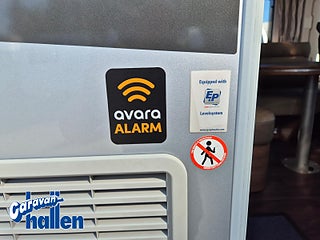 avara
ALARM
Equipped with
EP
Levelsystem
Caravan
hallen